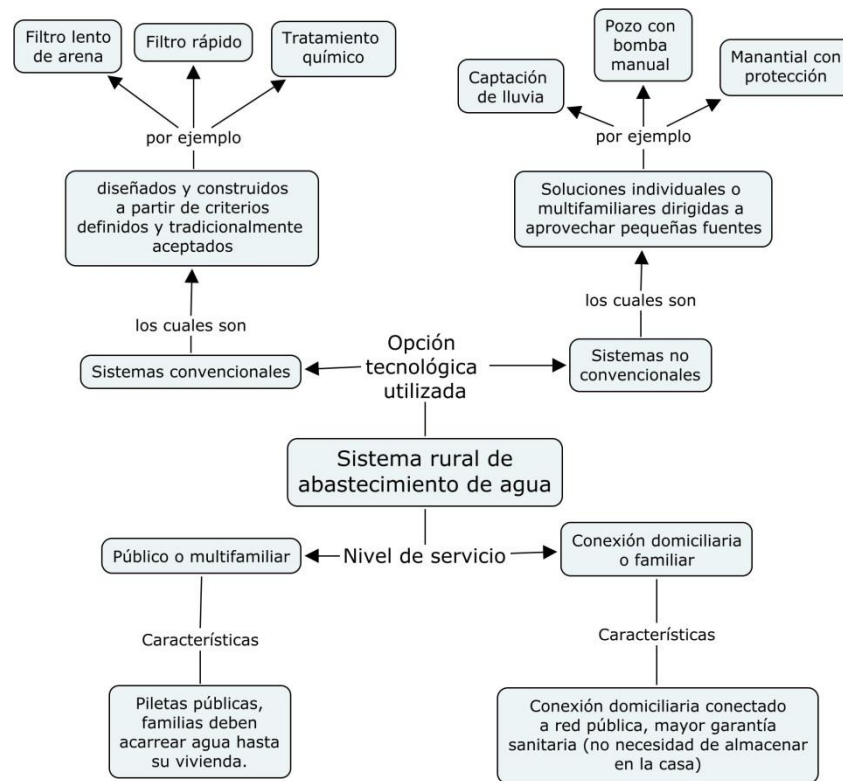 Filtro lento
de arena
Filtro rápido
Tratamiento
químico
Pozo con
bomba
manual
Captación
de lluvia
Manantial con
protección
por ejemplo
por ejemplo
diseñados y construidos
a partir de criterios
definidos y tradicionalmente
aceptados
Soluciones individuales o
multifamiliares dirigidas a
aprovechar pequeñas fuentes
los cuales son
los cuales son
Sistemas convencionales
Opción
tecnológica
utilizada
Sistemas no
convencionales
Sistema rural de
abastecimiento de agua
Público o multifamiliar
Nivel de servicio
Conexión domiciliaria
o familiar
Características
Características
Piletas públicas,
familias deben
acarrear agua hasta
su vivienda.
Conexión domiciliaria conectado
a red pública, mayor garantía
sanitaria (no necesidad de almacenar
en la casa)